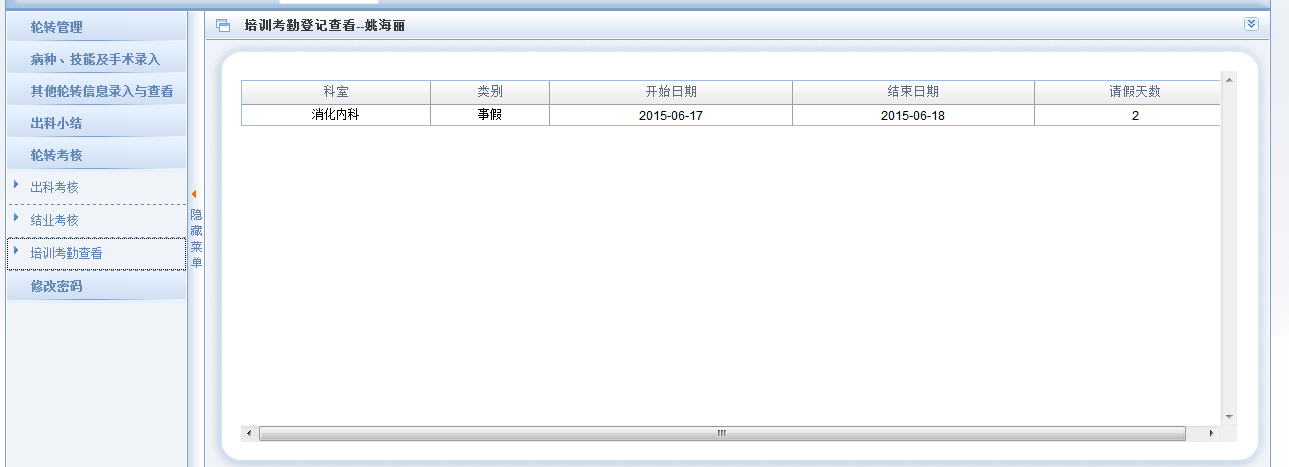 轮转管理
病种、技能及手术录入
其他轮转信息录入与查看
出科小结
轮转考核
出科考核
结业考核
培训考勤查看
修改密码
隐藏菜单
培训考勤登记查看--姚海丽
科室 类别 开始日期 结束日期 请假天数
消化内科 事假 2015-06-17 2015-06-18 2